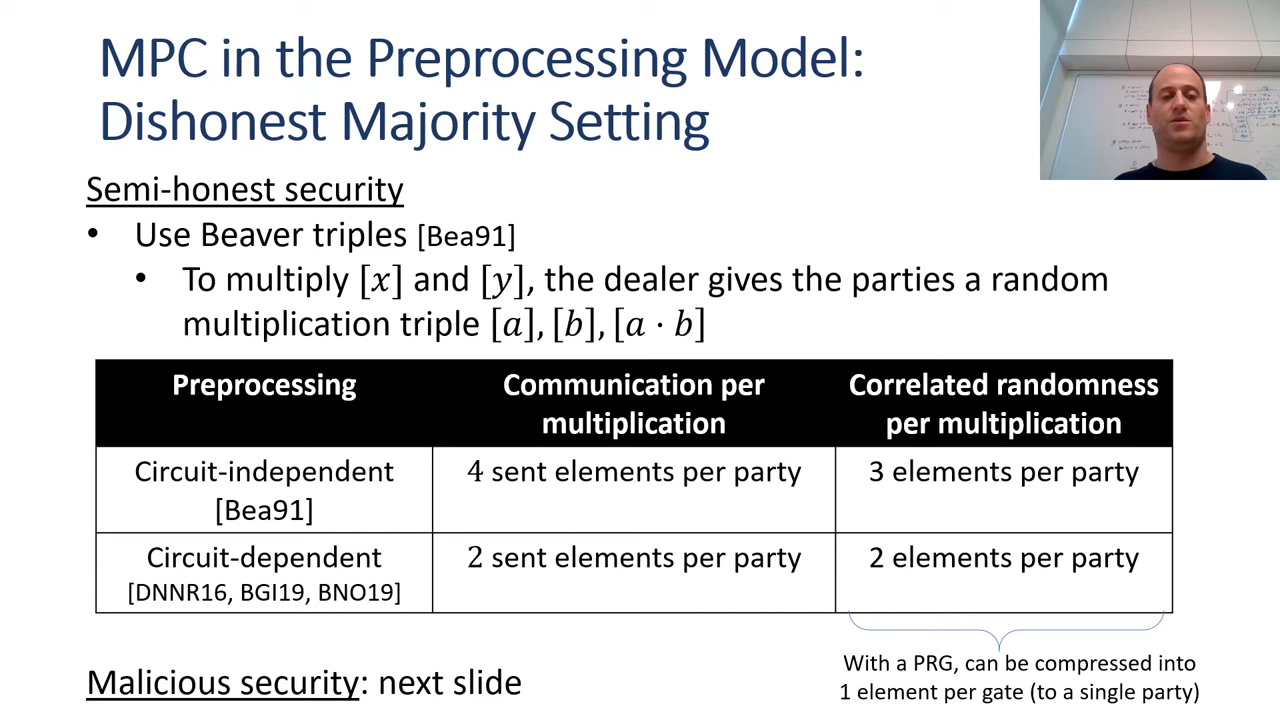 MPC in the Preprocessing Model:
Dishonest Majority Setting
Semi-honest security
• Use Beaver triples [Bea91]
• To multiply [x] and [y], the dealer gives the parties a random
multiplication triple [a], [b], [a · b]
Preprocessing
Communication per
multiplication
Correlated randomness
per multiplication
Circuit-independent
[Bea91]
4 sent elements per party
3 elements per party
Circuit-dependent
[DNNR16, BGI19, BNO19]
2 sent elements per party
2 elements per party
With a PRG, can be compressed into
1 element per gate (to a single party)
Malicious security: next slide